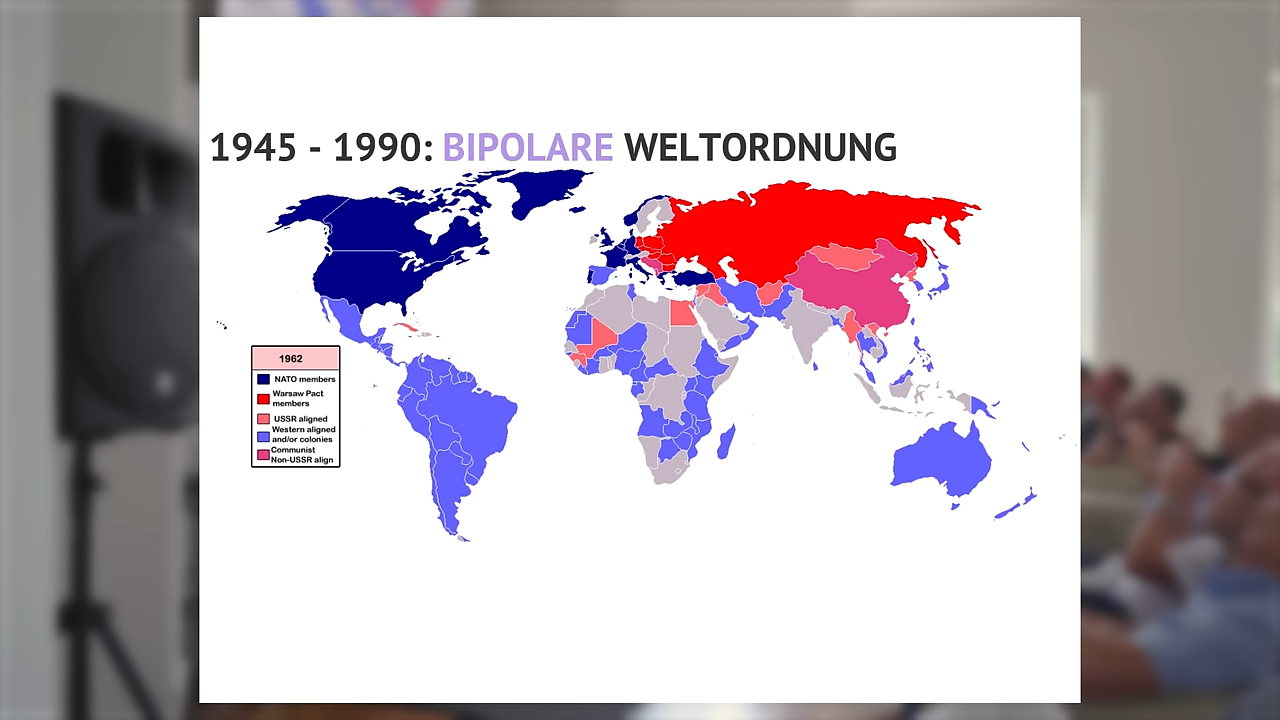 1945 - 1990: BIPOLARE WELTORDNUNG
1962
NATO members
Warsaw Pact
members
USSR aligned
Western aligned
and/or colonies
Communist
Non-USSR align